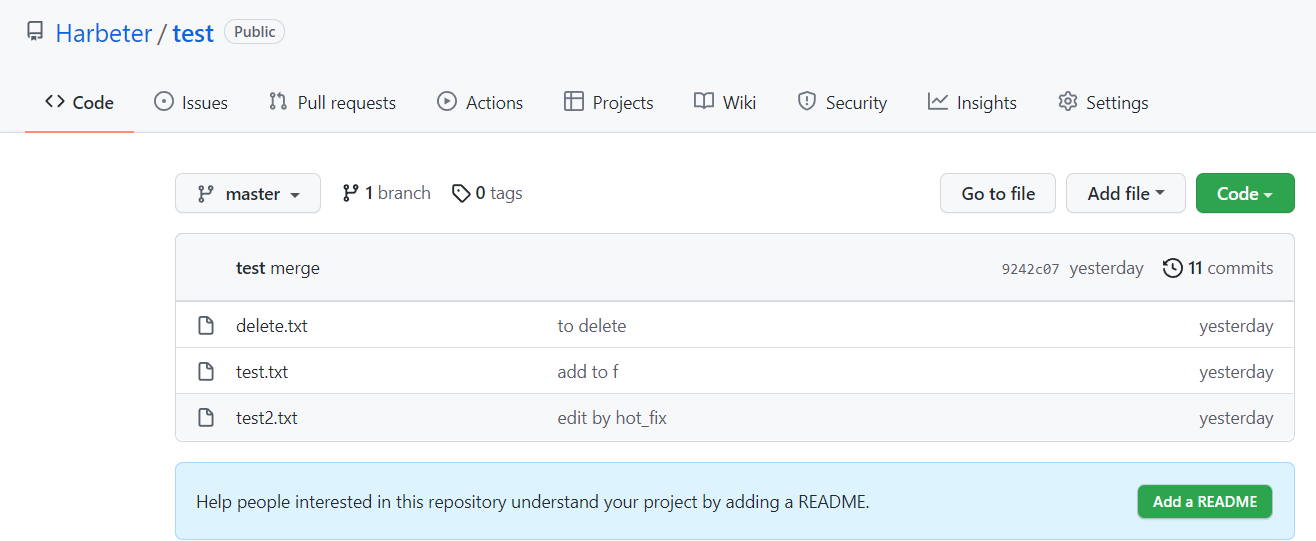 Harbeter / test Public
Code Issues Pull requests Actions Projects Wiki Security Insights Settings
master 1 branch 0 tags Go to file Add file Code
test merge 9242c07 yesterday 11 commits
delete.txt to delete yesterday
test.txt add to f yesterday
test2.txt edit by hot_fix yesterday
Help people interested in this repository understand your project by adding a README. Add a README